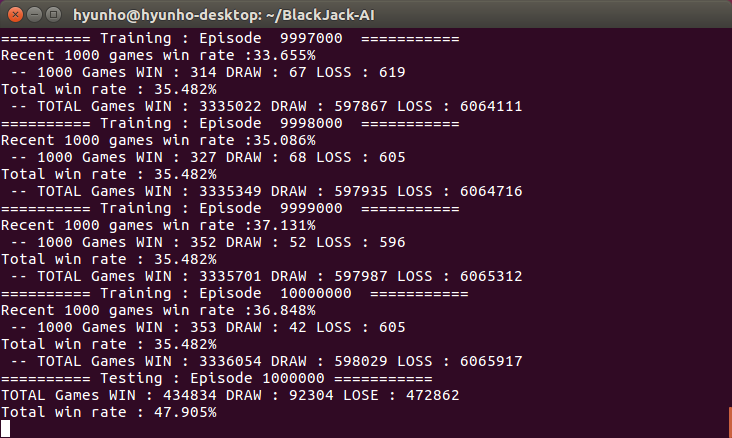 hyunho@hyunho-desktop: ~/BlackJack-AI
========== Training : Episode  9997000  ===========
Recent 1000 games win rate :33.655%
 -- 1000 Games WIN : 314 DRAW : 67 LOSS : 619
Total win rate : 35.482%
 -- TOTAL Games WIN : 3335022 DRAW : 597867 LOSS : 6064111
========== Training : Episode  9998000  ===========
Recent 1000 games win rate :35.086%
 -- 1000 Games WIN : 327 DRAW : 68 LOSS : 605
Total win rate : 35.482%
 -- TOTAL Games WIN : 3335349 DRAW : 597935 LOSS : 6064716
========== Training : Episode  9999000  ===========
Recent 1000 games win rate :37.131%
 -- 1000 Games WIN : 352 DRAW : 52 LOSS : 596
Total win rate : 35.482%
 -- TOTAL Games WIN : 3335701 DRAW : 597987 LOSS : 6065312
========== Training : Episode  10000000  ===========
Recent 1000 games win rate :36.848%
 -- 1000 Games WIN : 353 DRAW : 42 LOSS : 605
Total win rate : 35.482%
 -- TOTAL Games WIN : 3336054 DRAW : 598029 LOSS : 6065917
========== Testing : Episode 1000000 ===========
TOTAL Games WIN : 434834 DRAW : 92304 LOSE : 472862
Total win rate : 47.905%